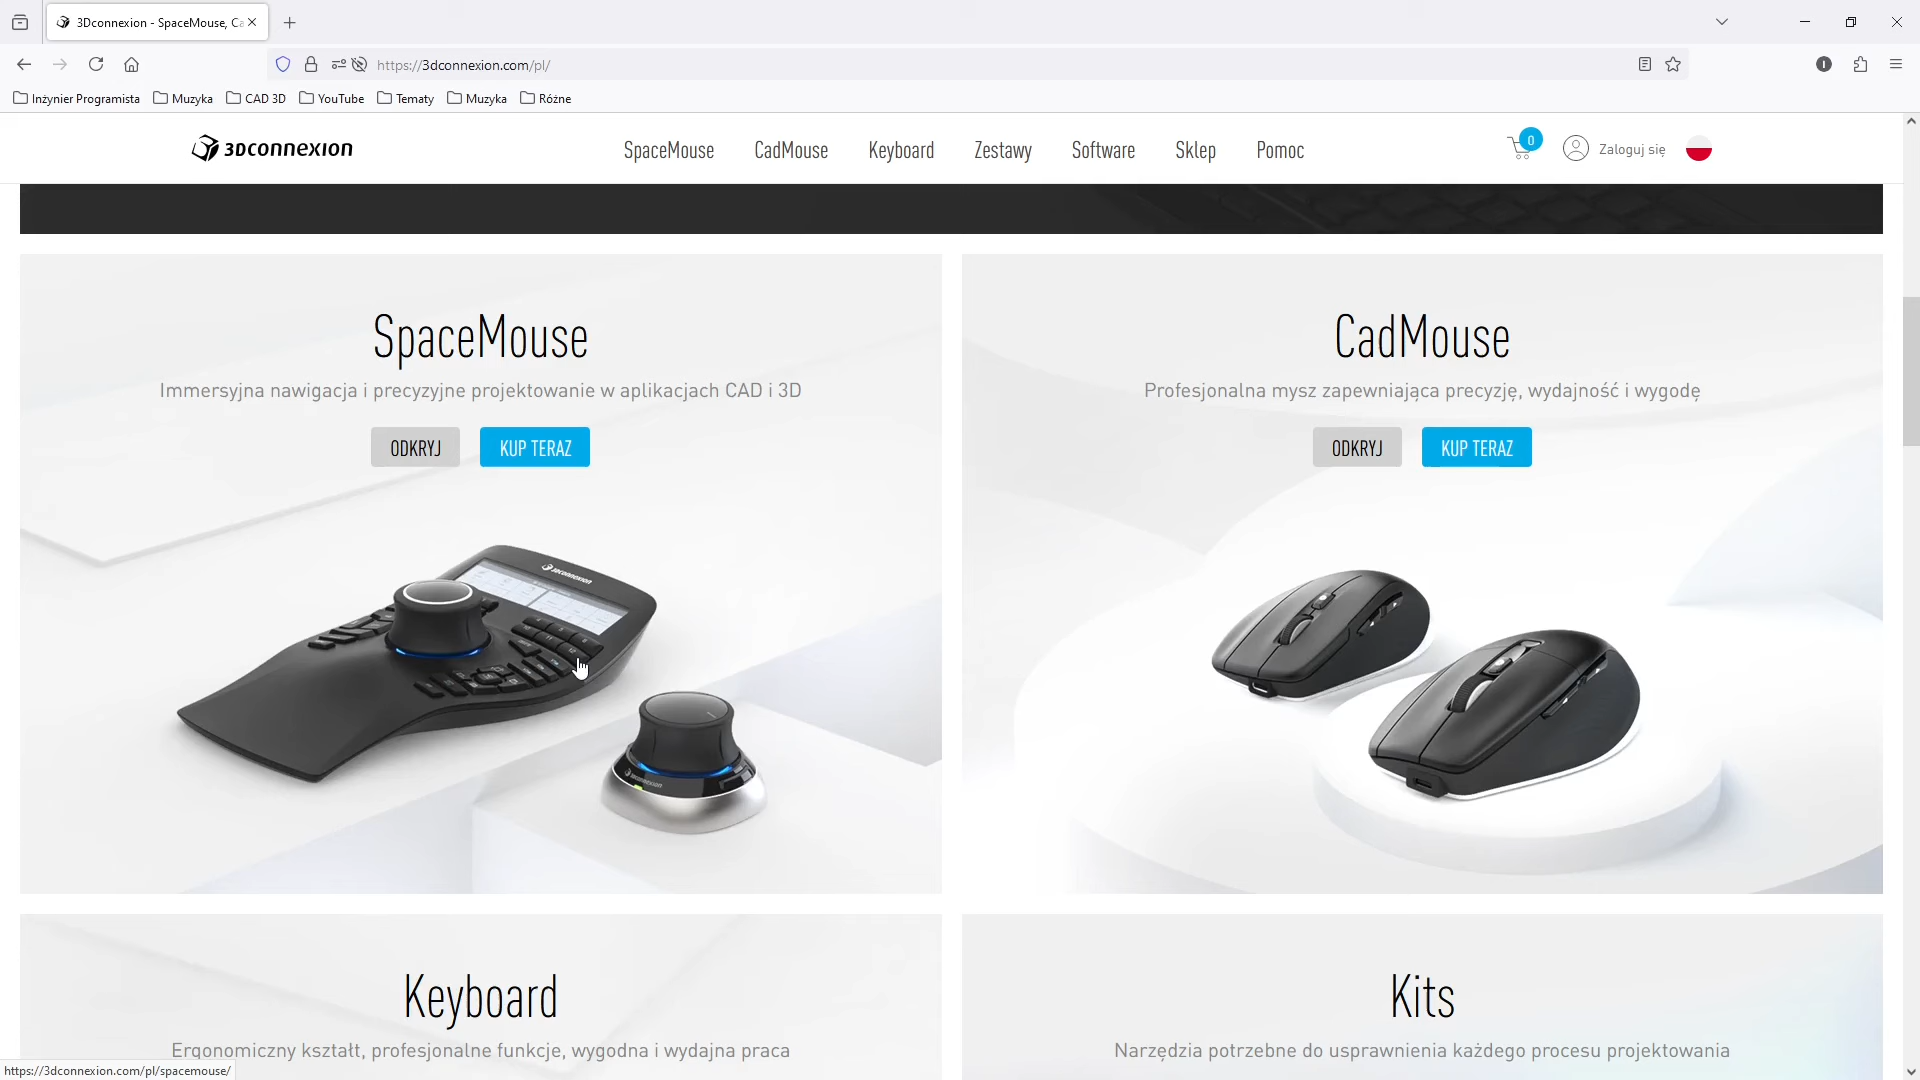 3Dconnexion - SpaceMouse, Ca
https://3dconnexion.com/pl/
Inżynier Programista
Muzyka
CAD 3D
YouTube
Tematy
Muzyka
Różne
3Dconnexion
SpaceMouse
CadMouse
Keyboard
Zestawy
Software
Sklep
Pomoc
0
Zaloguj się
SpaceMouse
Immersyjna nawigacja i precyzyjne projektowanie w aplikacjach CAD i 3D
ODKRYJ
KUP TERAZ
3Dconnexion
3Dconnexion
CadMouse
Profesjonalna mysz zapewniająca precyzję, wydajność i wygodę
ODKRYJ
KUP TERAZ
Keyboard
Ergonomiczny kształt, profesjonalne funkcje, wygodna i wydajna praca
Kits
Narzędzia potrzebne do usprawnienia każdego procesu projektowania
https://3dconnexion.com/pl/spacemouse/